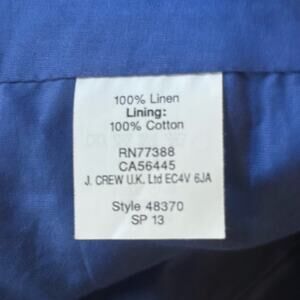 100% Linen
Lining:
100% Cotton
RN77388
CA56445
J. CREW U.K. Ltd EC4V 6JA
Style 48370
SP 13